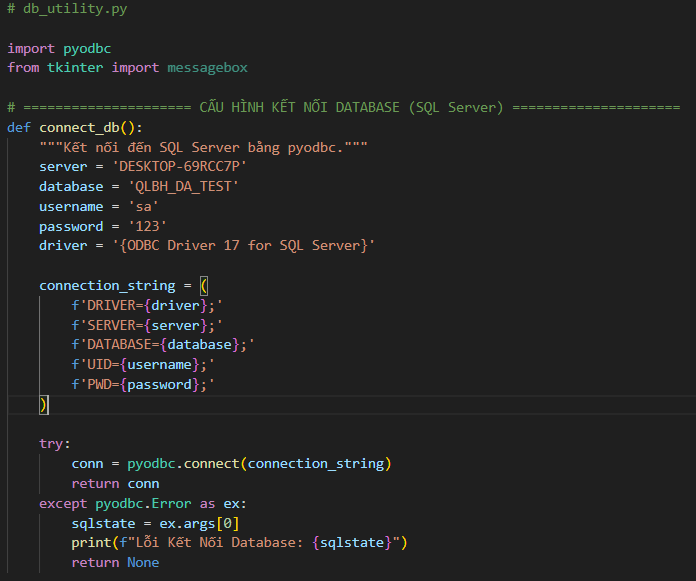 # db_utility.py
import pyodbc
from tkinter import messagebox
# ===================== CẤU HÌNH KẾT NỐI DATABASE (SQL Server) =====================
def connect_db():
"""Kết nối đến SQL Server bằng pyodbc."""
server = 'DESKTOP-69RCC7P'
database = 'QLBH_DA_TEST'
username = 'sa'
password = '123'
driver = '{ODBC Driver 17 for SQL Server}'
connection_string = (
f'DRIVER={driver};'
f'SERVER={server};'
f'DATABASE={database};'
f'UID={username};'
f'PWD={password};'
)
try:
conn = pyodbc.connect(connection_string)
return conn
except pyodbc.Error as ex:
sqlstate = ex.args[0]
print(f"Lỗi Kết Nối Database: {sqlstate}")
return None